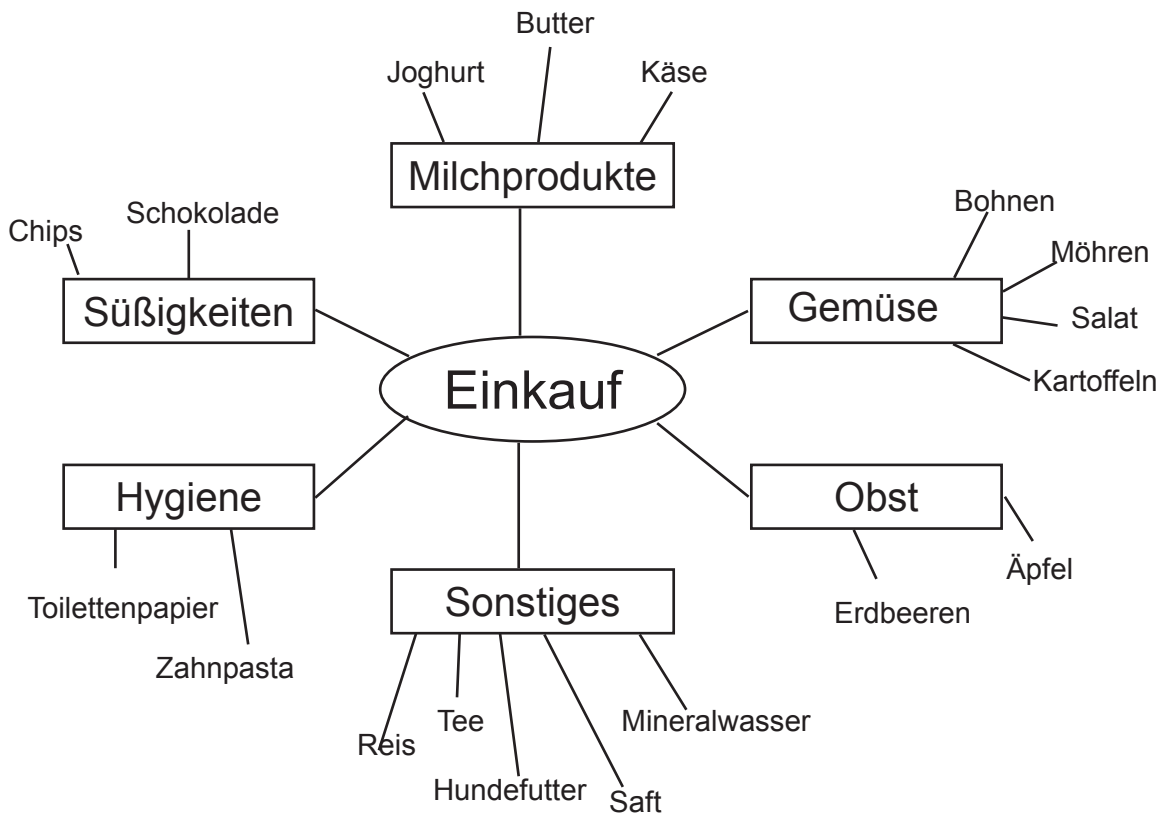 Butter
Joghurt
Käse
Milchprodukte
Schokolade
Chips
Süßigkeiten
Bohnen
Möhren
Salat
Kartoffeln
Gemüse
Einkauf
Hygiene
Toilettenpapier
Zahnpasta
Obst
Äpfel
Erdbeeren
Sonstiges
Reis
Tee
Hundefutter
Saft
Mineralwasser